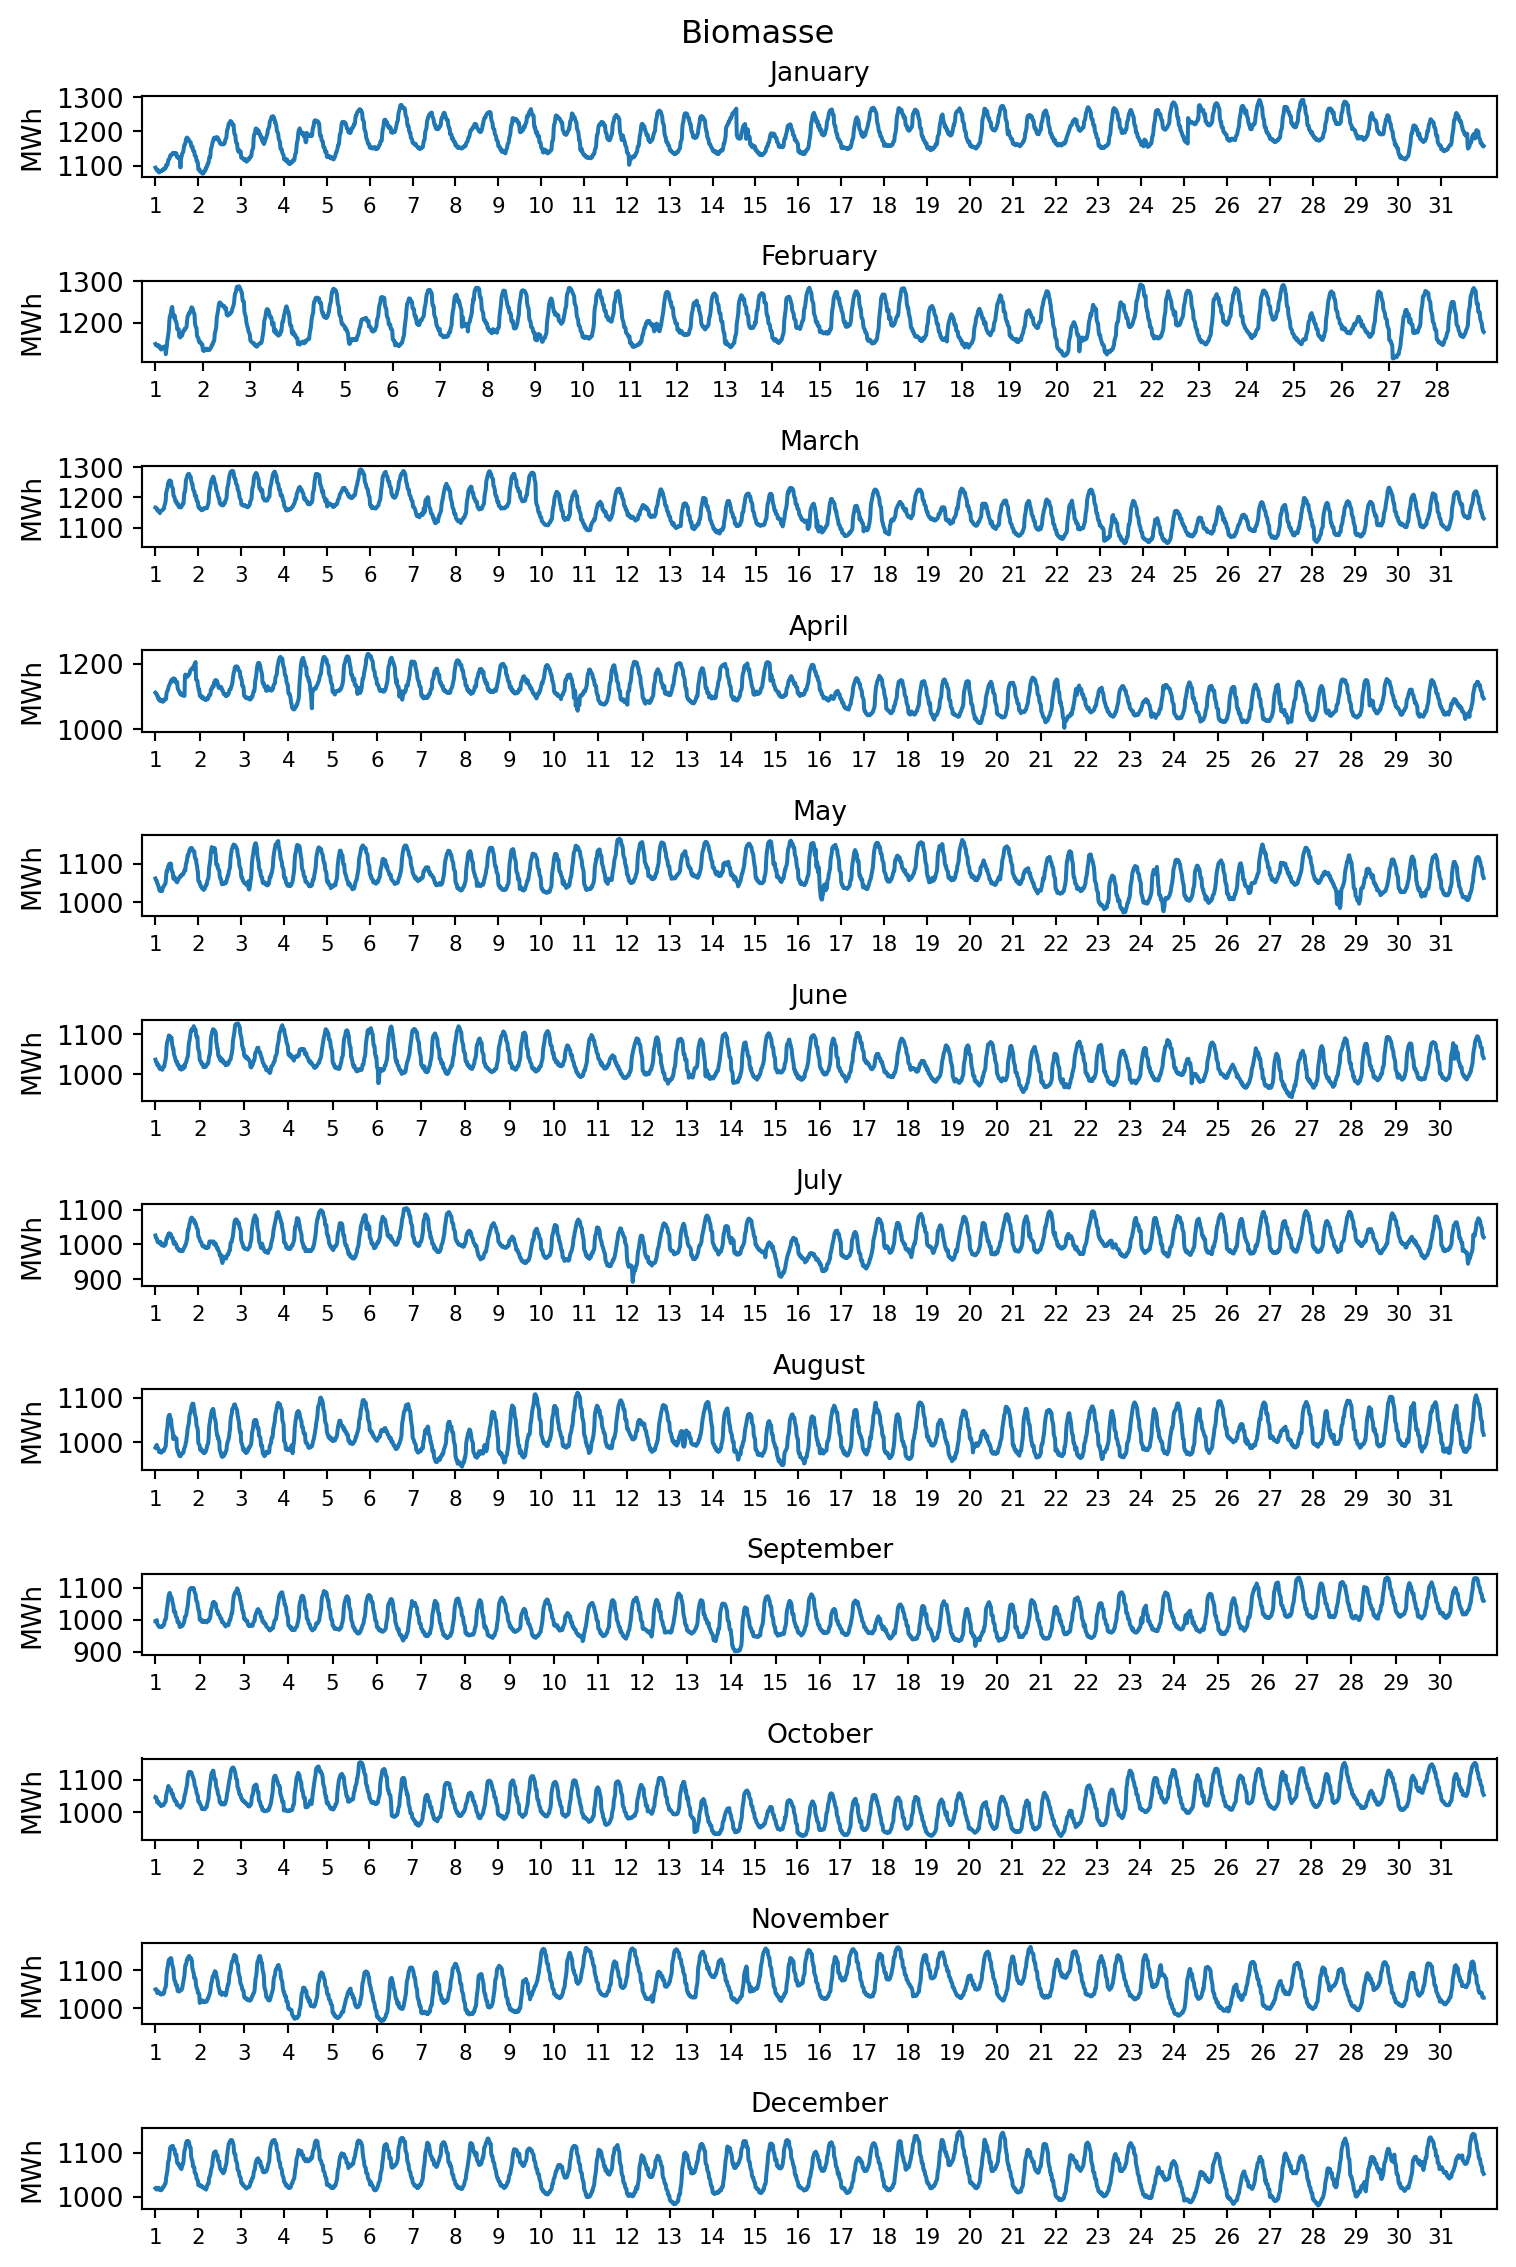 Biomasse
January
MWh
1300
1200
1100
1 2 3 4 5 6 7 8 9 10 11 12 13 14 15 16 17 18 19 20 21 22 23 24 25 26 27 28 29 30 31
February
MWh
1300
1200
1 2 3 4 5 6 7 8 9 10 11 12 13 14 15 16 17 18 19 20 21 22 23 24 25 26 27 28
March
MWh
1300
1200
1100
1 2 3 4 5 6 7 8 9 10 11 12 13 14 15 16 17 18 19 20 21 22 23 24 25 26 27 28 29 30 31
April
MWh
1200
1000
1 2 3 4 5 6 7 8 9 10 11 12 13 14 15 16 17 18 19 20 21 22 23 24 25 26 27 28 29 30
May
MWh
1100
1000
1 2 3 4 5 6 7 8 9 10 11 12 13 14 15 16 17 18 19 20 21 22 23 24 25 26 27 28 29 30 31
June
MWh
1100
1000
1 2 3 4 5 6 7 8 9 10 11 12 13 14 15 16 17 18 19 20 21 22 23 24 25 26 27 28 29 30
July
MWh
1100
1000
900
1 2 3 4 5 6 7 8 9 10 11 12 13 14 15 16 17 18 19 20 21 22 23 24 25 26 27 28 29 30 31
August
MWh
1100
1000
1 2 3 4 5 6 7 8 9 10 11 12 13 14 15 16 17 18 19 20 21 22 23 24 25 26 27 28 29 30 31
September
MWh
1100
1000
900
1 2 3 4 5 6 7 8 9 10 11 12 13 14 15 16 17 18 19 20 21 22 23 24 25 26 27 28 29 30
October
MWh
1100
1000
1 2 3 4 5 6 7 8 9 10 11 12 13 14 15 16 17 18 19 20 21 22 23 24 25 26 27 28 29 30 31
November
MWh
1100
1000
1 2 3 4 5 6 7 8 9 10 11 12 13 14 15 16 17 18 19 20 21 22 23 24 25 26 27 28 29 30
December
MWh
1100
1000
1 2 3 4 5 6 7 8 9 10 11 12 13 14 15 16 17 18 19 20 21 22 23 24 25 26 27 28 29 30 31